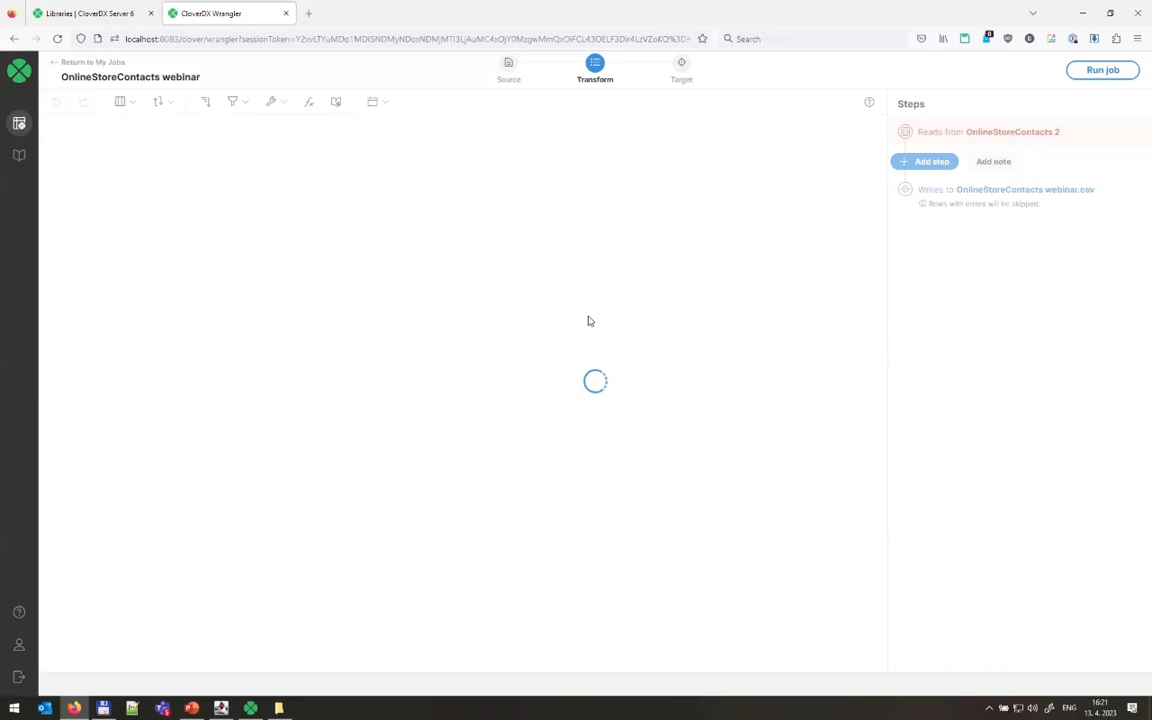 Libraries | CloverDX Server 6
CloverDX Wrangler
Search
Return to My Jobs
OnlineStoreContacts webinar
Source
Transform
Target
Run job
Steps
Reads from OnlineStoreContacts 2
Add step
Add note
Writes to OnlineStoreContacts webinar.csv
Rows with errors will be skipped.
ENG
16:21
13. 4. 2023